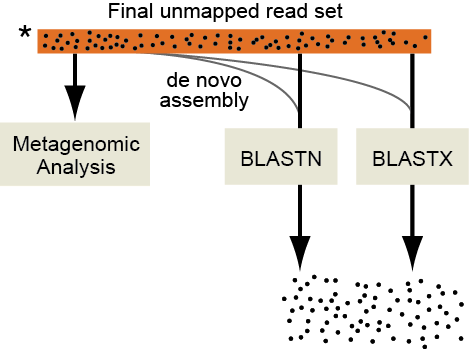 Final unmapped read set
*
de novo
assembly
Metagenomic
Analysis
BLASTN
BLASTX